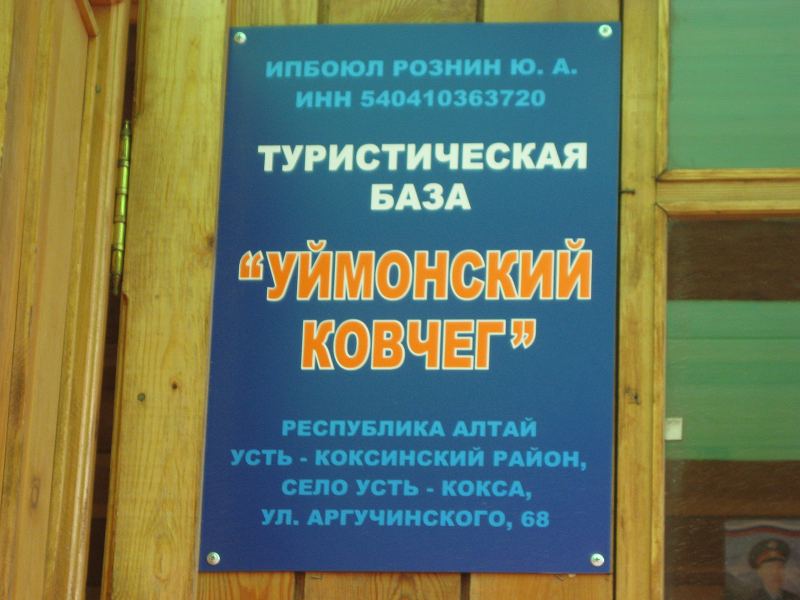 ИПБОЮЛ РОЗНИН Ю. А.
ИНН 540410363720
ТУРИСТИЧЕСКАЯ
БАЗА
“УЙМОНСКИЙ
КОВЧЕГ”
РЕСПУБЛИКА АЛТАЙ
УСТЬ - КОКСИНСКИЙ РАЙОН,
СЕЛО УСТЬ - КОКСА,
УЛ. АРГУЧИНСКОГО, 68